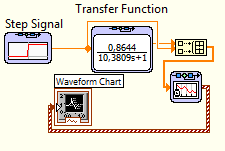 Transfer Function
Step Signal
0,8644
10,3809s+1
Waveform Chart